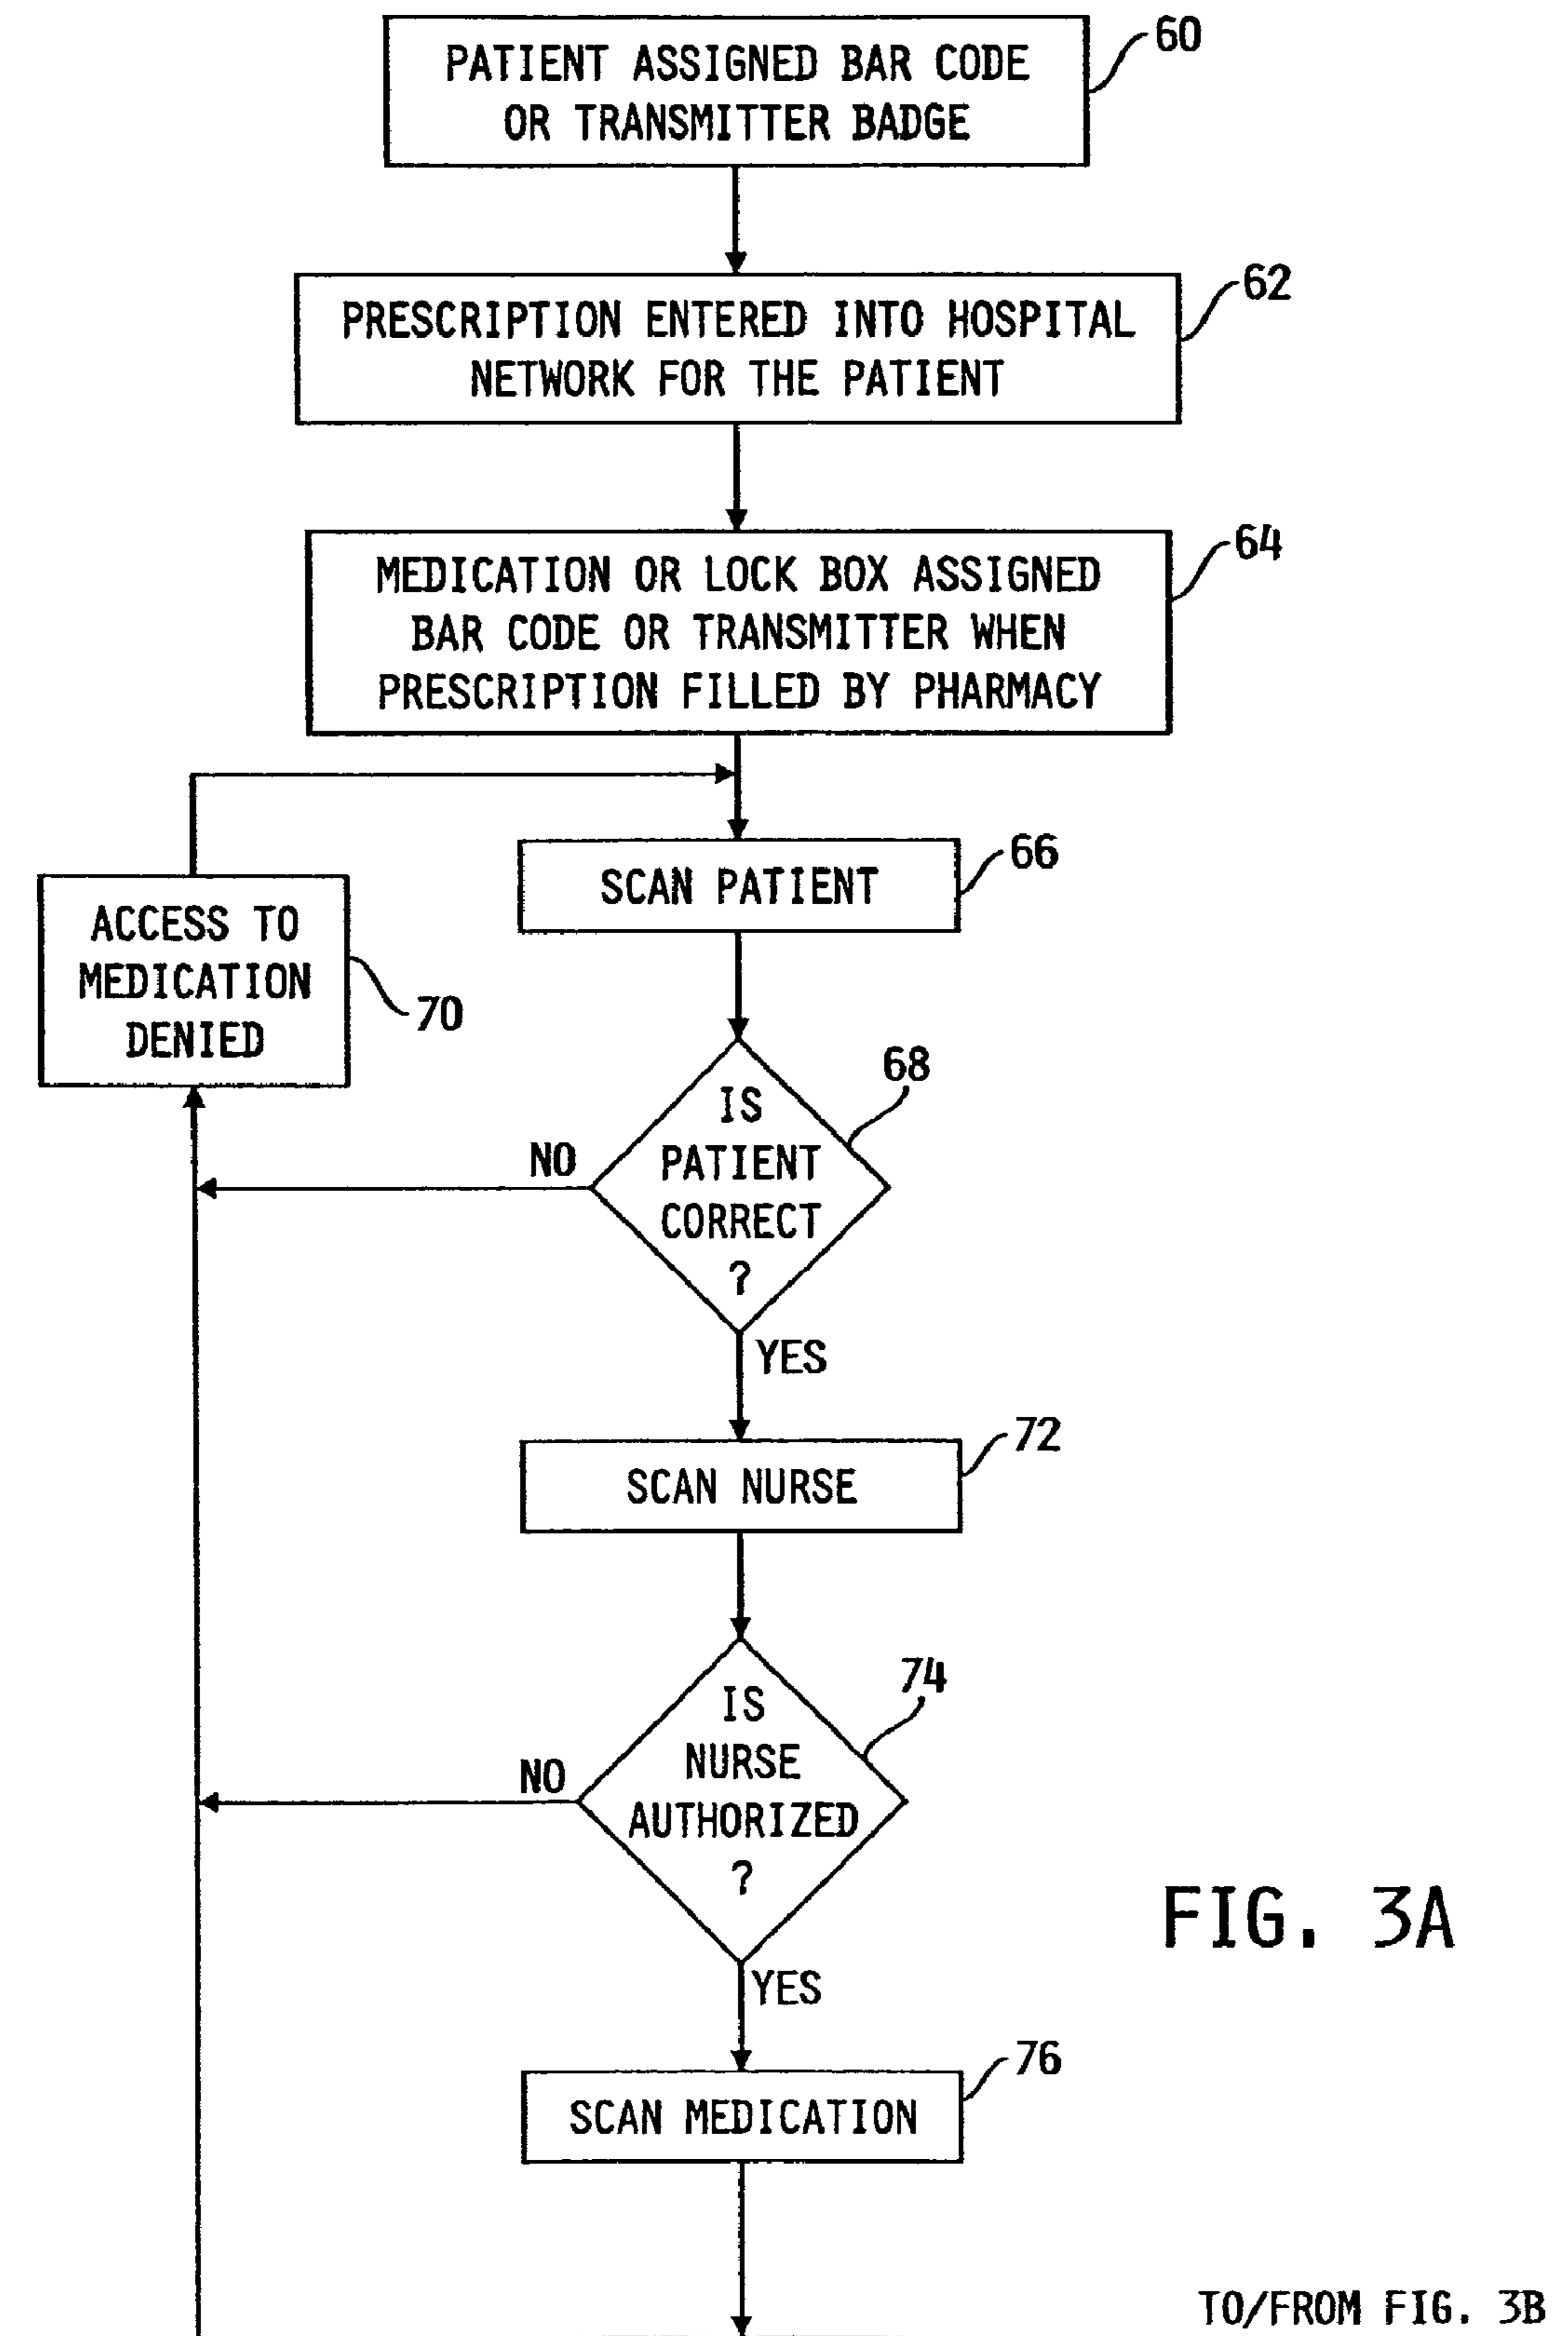 60
PATIENT ASSIGNED BAR CODE
OR TRANSMITTER BADGE
62
PRESCRIPTION ENTERED INTO HOSPITAL
NETWORK FOR THE PATIENT
64
MEDICATION OR LOCK BOX ASSIGNED
BAR CODE OR TRANSMITTER WHEN
PRESCRIPTION FILLED BY PHARMACY
66
SCAN PATIENT
ACCESS TO
MEDICATION
DENIED
70
68
IS
PATIENT
CORRECT
?
NO
YES
72
SCAN NURSE
74
IS
NURSE
AUTHORIZED
?
NO
YES
FIG. 3A
76
SCAN MEDICATION
TO/FROM FIG. 3B